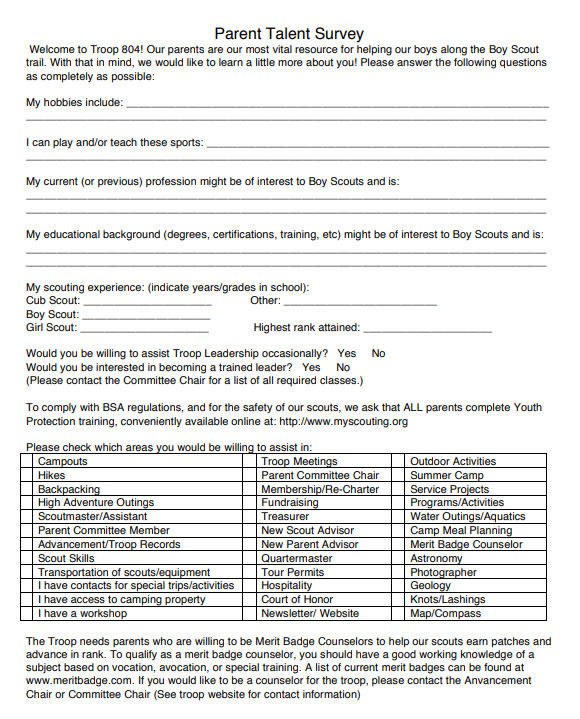 Parent Talent Survey
Welcome to Troop 804! Our parents are our most vital resource for helping our boys along the Boy Scout
trail. With that in mind, we would like to learn a little more about you! Please answer the following questions
as completely as possible:
My hobbies include:
I can play and/or teach these sports:
My current (or previous) profession might be of interest to Boy Scouts and is:
My educational background (degrees, certifications, training, etc) might be of interest to Boy Scouts and is:
My scouting experience: (indicate years/grades in school):
Cub Scout: Other:
Boy Scout:
Girl Scout: Highest rank attained:
Would you be willing to assist Troop Leadership occasionally? Yes No
Would you be interested in becoming a trained leader? Yes No
(Please contact the Committee Chair for a list of all required classes.)
To comply with BSA regulations, and for the safety of our scouts, we ask that ALL parents complete Youth
Protection training, conveniently available online at: http://www.myscouting.org
Please check which areas you would be willing to assist in:
Campouts Troop Meetings Outdoor Activities
Hikes Parent Committee Chair Summer Camp
Backpacking Membership/Re-Charter Service Projects
High Adventure Outings Fundraising Programs/Activities
Scoutmaster/Assistant Treasurer Water Outings/Aquatics
Parent Committee Member New Scout Advisor Camp Meal Planning
Advancement/Troop Records New Parent Advisor Merit Badge Counselor
Scout Skills Quartermaster Astronomy
Transportation of scouts/equipment Tour Permits Photographer
I have contacts for special trips/activities Hospitality Geology
I have access to camping property Court of Honor Knots/Lashings
I have a workshop Newsletter/ Website Map/Compass
The Troop needs parents who are willing to be Merit Badge Counselors to help our scouts earn patches and
advance in rank. To qualify as a merit badge counselor, you should have a good working knowledge of a
subject based on vocation, avocation, or special training. A list of current merit badges can be found at
www.meritbadge.com. If you would like to be a counselor for the troop, please contact the Anvancement
Chair or Committee Chair (See troop website for contact information)